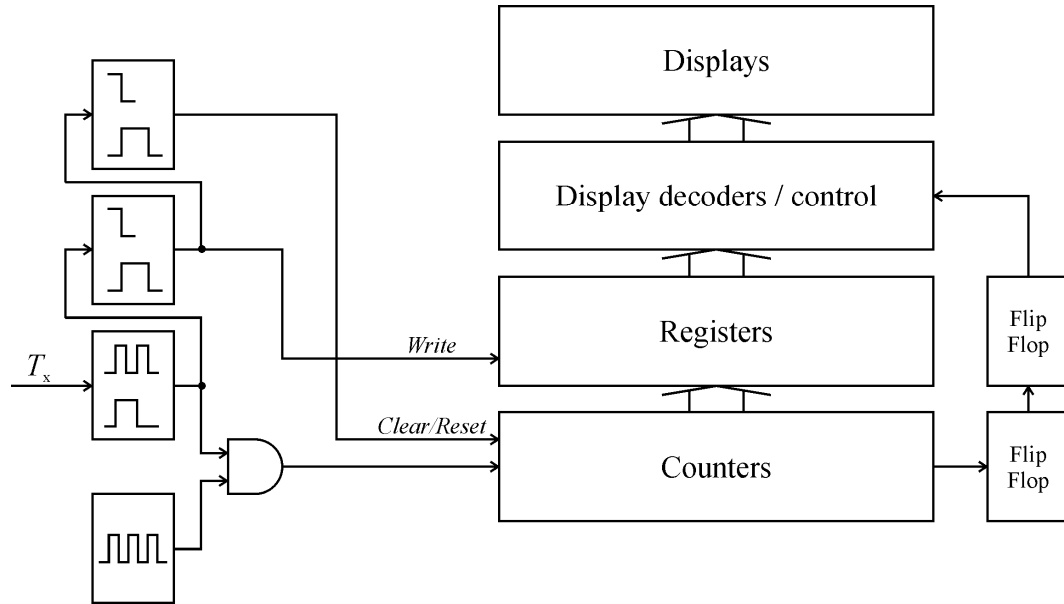 Displays
Display decoders / control
Registers
Flip
Flop
Write
Tx
Clear/Reset
Counters
Flip
Flop